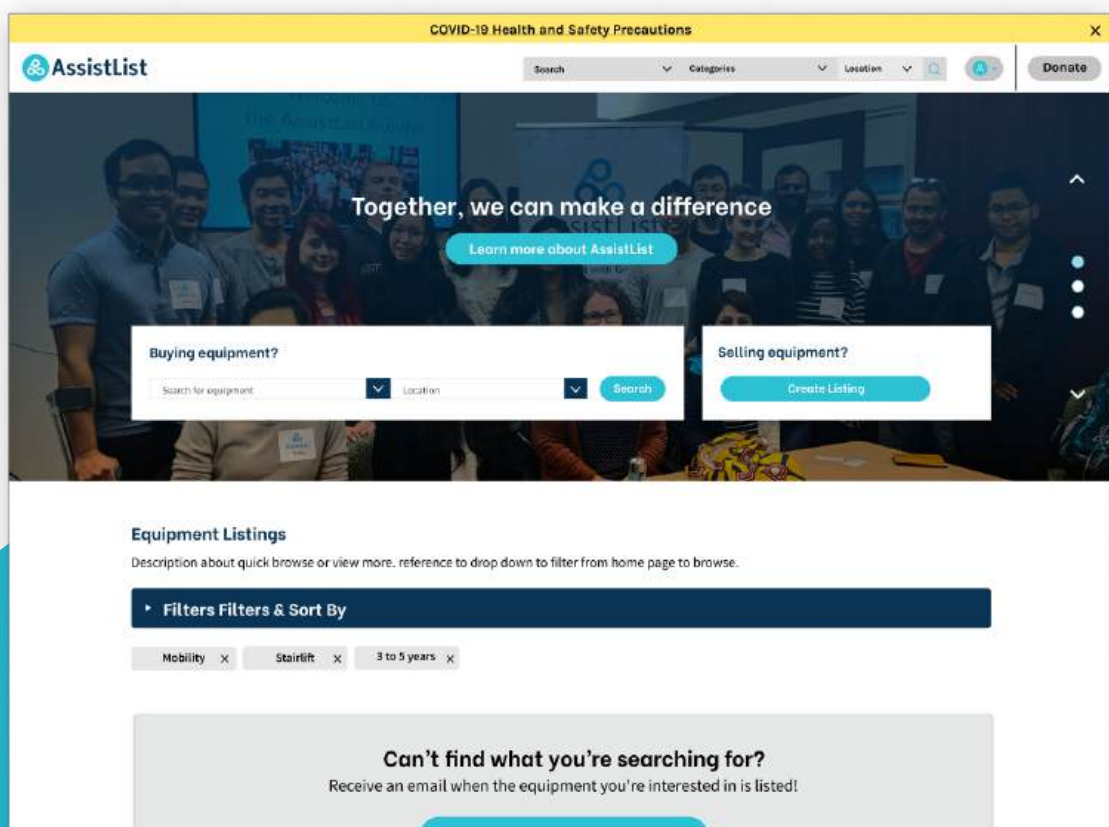 COVID-19 Health and Safety Precautions
AssistList
Search
Categories
Location
Donate
the AssistList
Together, we can make a difference
Learn more about AssistList
Buying equipment?
Search for equipment
Location
Search
Selling equipment?
Create Listing
Equipment Listings
Description about quick browse or view more. reference to drop down to filter from home page to browse.
Filters Filters & Sort By
Mobility
Stairlift
3 to 5 years
Can't find what you're searching for?
Receive an email when the equipment you're interested in is listed!